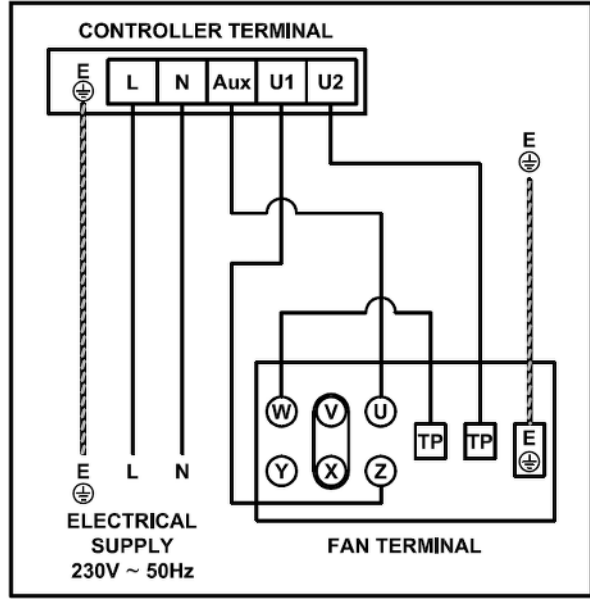 CONTROLLER TERMINAL
E L N Aux U1 U2
E
W V U
TP TP E
Y X Z
E L N
ELECTRICAL
SUPPLY
230V ~ 50Hz
FAN TERMINAL